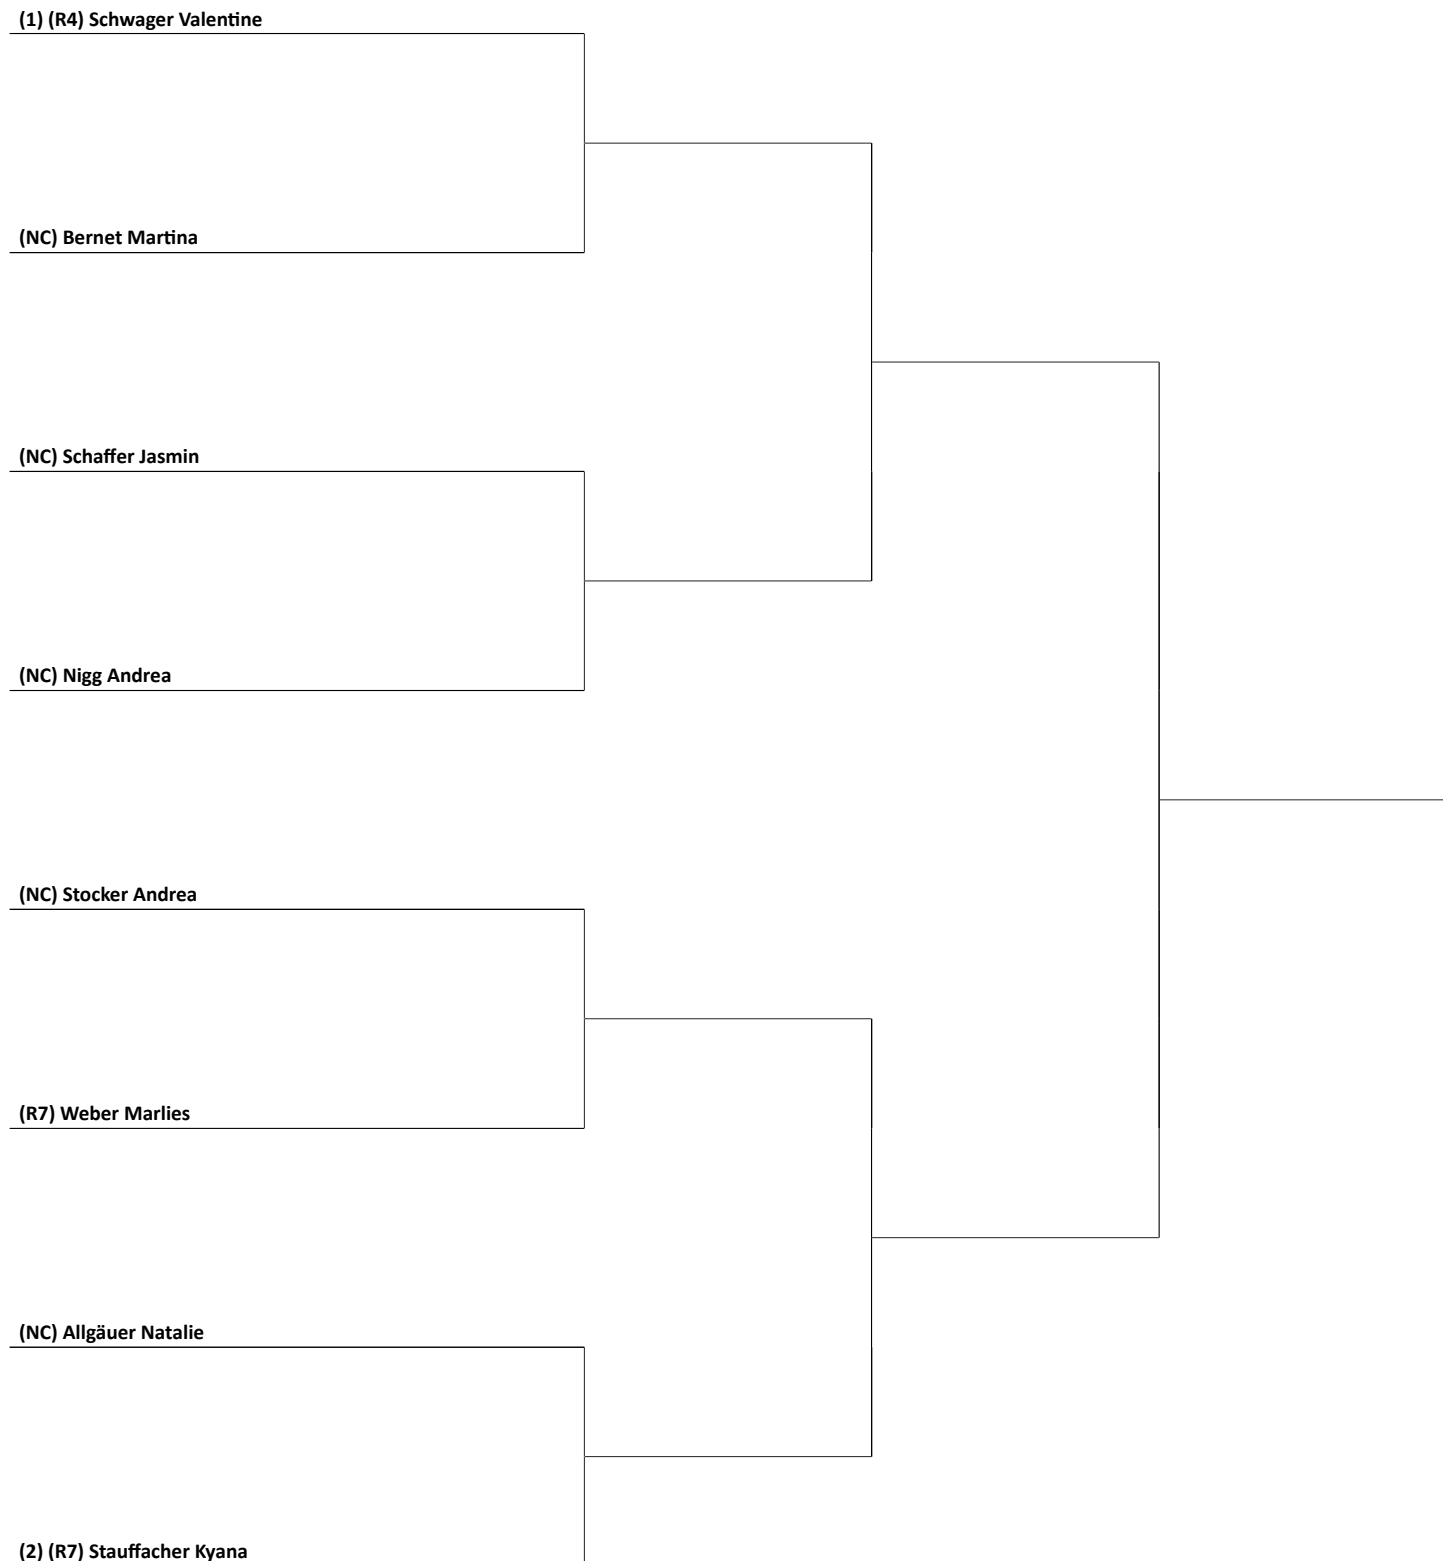 (1) (R4) Schwager Valentine
(NC) Bernet Martina
(NC) Schaffer Jasmin
(NC) Nigg Andrea
(NC) Stocker Andrea
(R7) Weber Marlies
(NC) Allgäuer Natalie
(2) (R7) Stauffacher Kyana